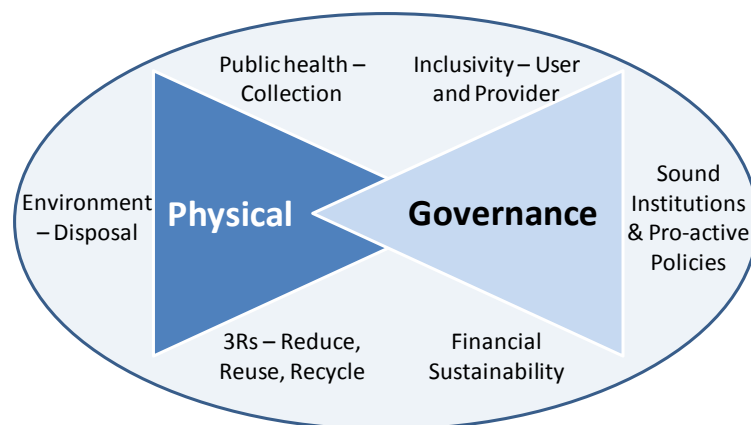 Public health –
Collection
Inclusivity – User
and Provider
Environment
– Disposal
Physical
Governance
Sound
Institutions
& Pro-active
Policies
3Rs – Reduce,
Reuse, Recycle
Financial
Sustainability